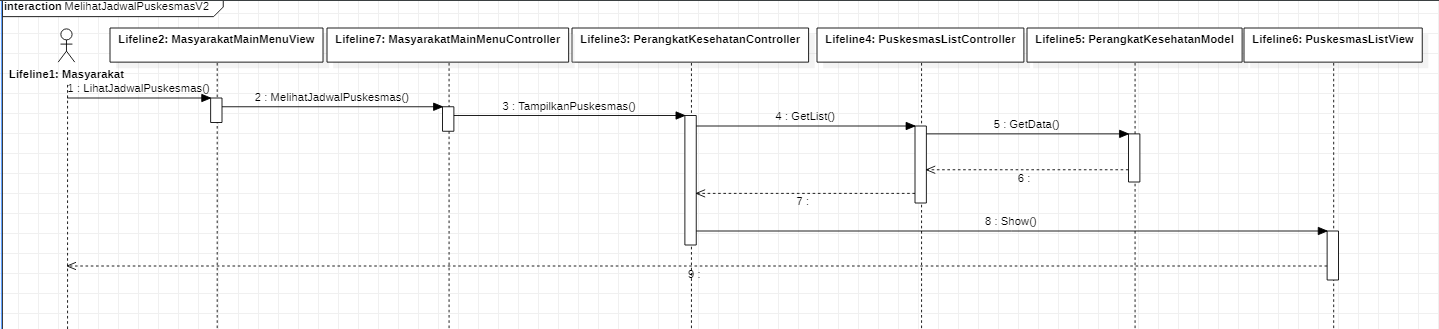 interaction MelihatJadwalPuskesmasV2
Lifeline1: Masyarakat
Lifeline2: MasyarakatMainMenuView
Lifeline7: MasyarakatMainMenuController
Lifeline3: PerangkatKesehatanController
Lifeline4: PuskesmasListController
Lifeline5: PerangkatKesehatanModel
Lifeline6: PuskesmasListView
1 : LihatJadwalPuskesmas()
2 : MelihatJadwalPuskesmas()
3 : TampilkanPuskesmas()
4 : GetList()
5 : GetData()
6 :
7 :
8 : Show()
9 :